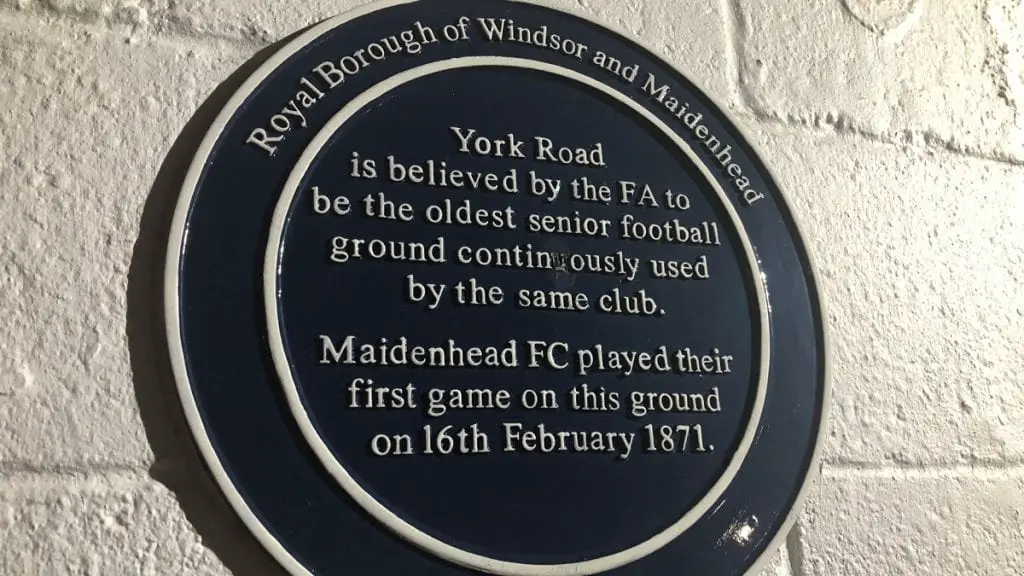 Royal Borough of Windsor and Maidenhead
York Road
is believed by the FA to
be the oldest senior football
ground continuously used
by the same club.
Maidenhead FC played their
first game on this ground
on 16th February 1871.